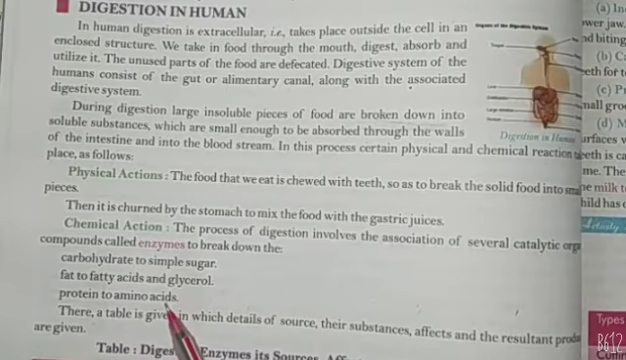 DIGESTION IN HUMAN
In human digestion is extracellular, i.e, takes place outside the cell in an
enclosed structure. We take in food through the mouth, digest, absorb and
utilize it. The unused parts of the food are defecated. Digestive system of the
humans consist of the gut or alimentary canal, along with the associated
digestive system.
During digestion large insoluble pieces of food are broken down into
soluble substances, which are small enough to be absorbed through the walls
of the intestine and into the blood stream. In this process certain physical and chemical reaction
place, as follows:
Physical Actions : The food that we eat is chewed with teeth, so as to break the solid food into
pieces.
Then it is churned by the stomach to mix the food with the gastric juices.
Chemical Action : The process of digestion involves the association of several catalytic
compounds called enzymes to break down the:
carbohydrate to simple sugar.
fat to fatty acids and glycerol.
protein to amino acids.
There, a table is given in which details of source, their substances, affects and the resultant
are given.
Table : Enzymes its Sources
Digestion in Human
(a)
(b)
(c)
(d)
Types
B612